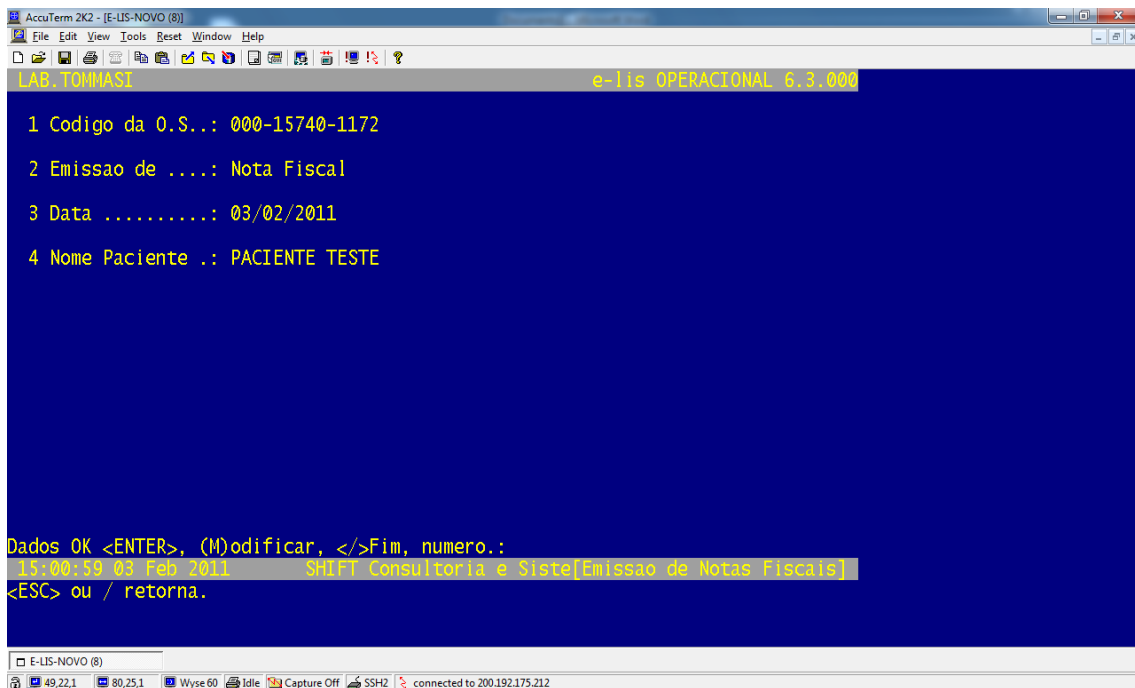 AccuTerm 2K2 - [E-LIS-NOVO (8)]
File Edit View Tools Reset Window Help
LAB.TOMMASI e-lis OPERACIONAL 6.3.000
1 Codigo da O.S..: 000-15740-1172
2 Emissao de ....: Nota Fiscal
3 Data ..........: 03/02/2011
4 Nome Paciente .: PACIENTE TESTE
Dados OK <ENTER>, (M)odificar, </>Fim, numero.:
15:00:59 03 Feb 2011 SHIFT Consultoria e Siste[Emissao de Notas Fiscais]
<ESC> ou / retorna.
E-LIS-NOVO (8)
49,22,1 80,25,1 Wyse 60 Idle Capture Off SSH2 connected to 200.192.175.212